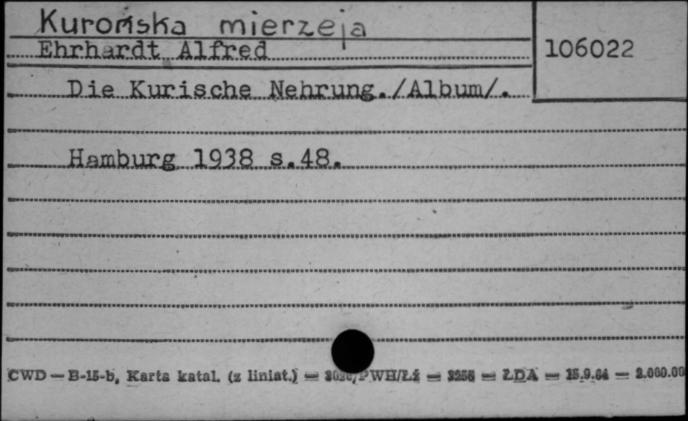 Kurońska mierzeja
Ehrhardt Alfred
106022
Die Kurische Nehrung./Album/.
Hamburg 1938 s.48.
CWD — B-15-b, Karta katal. (z liniat.) — PWH/Łź — 3256 — ŁDA — 15.9.64 — 2.000.00